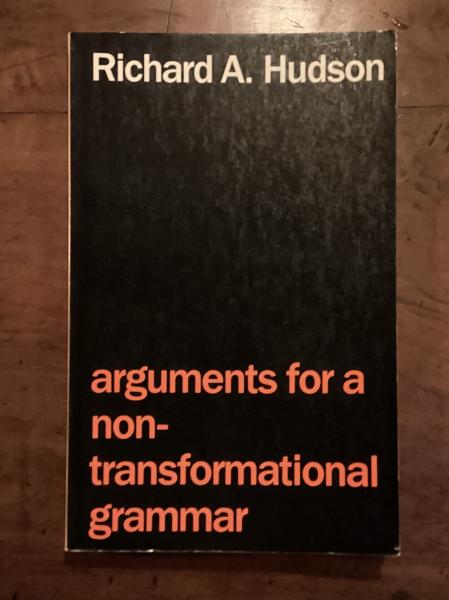 Richard A. Hudson
arguments for a
non-
transformational
grammar